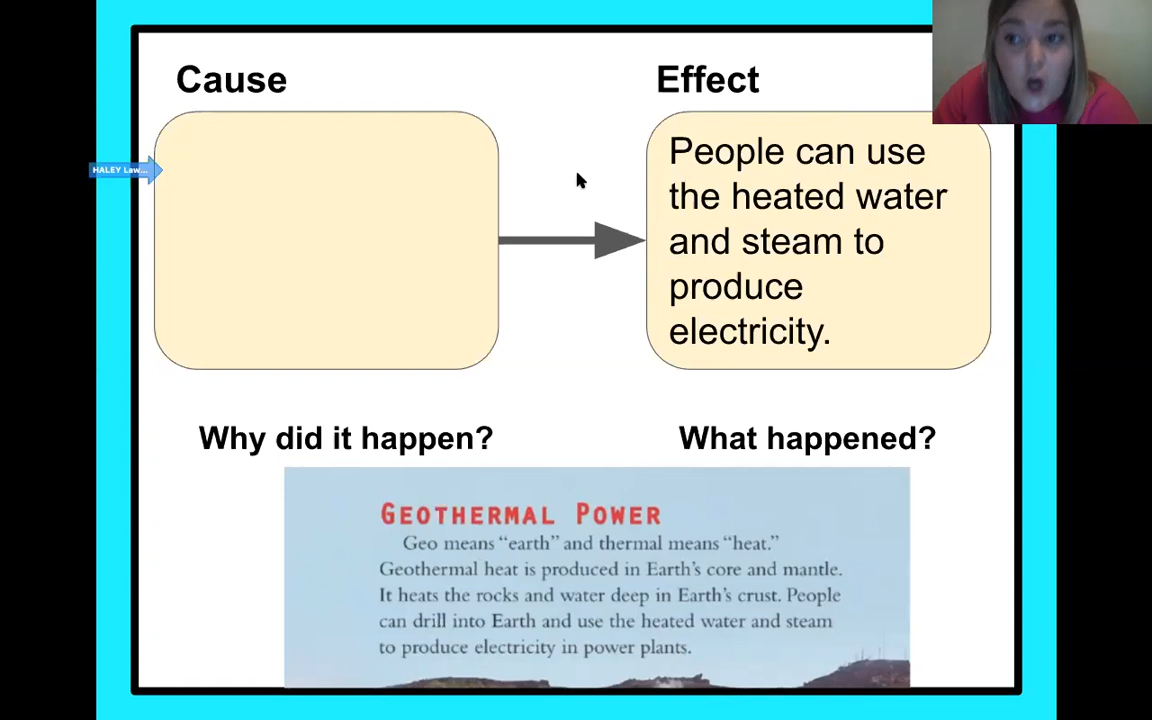 Cause
Effect
HALEY Law...
People can use
the heated water
and steam to
produce
electricity.
Why did it happen?
What happened?
GEOTHERMAL POWER
Geo means “earth” and thermal means “heat.”
Geothermal heat is produced in Earth’s core and mantle.
It heats the rocks and water deep in Earth’s crust. People
can drill into Earth and use the heated water and steam
to produce electricity in power plants.